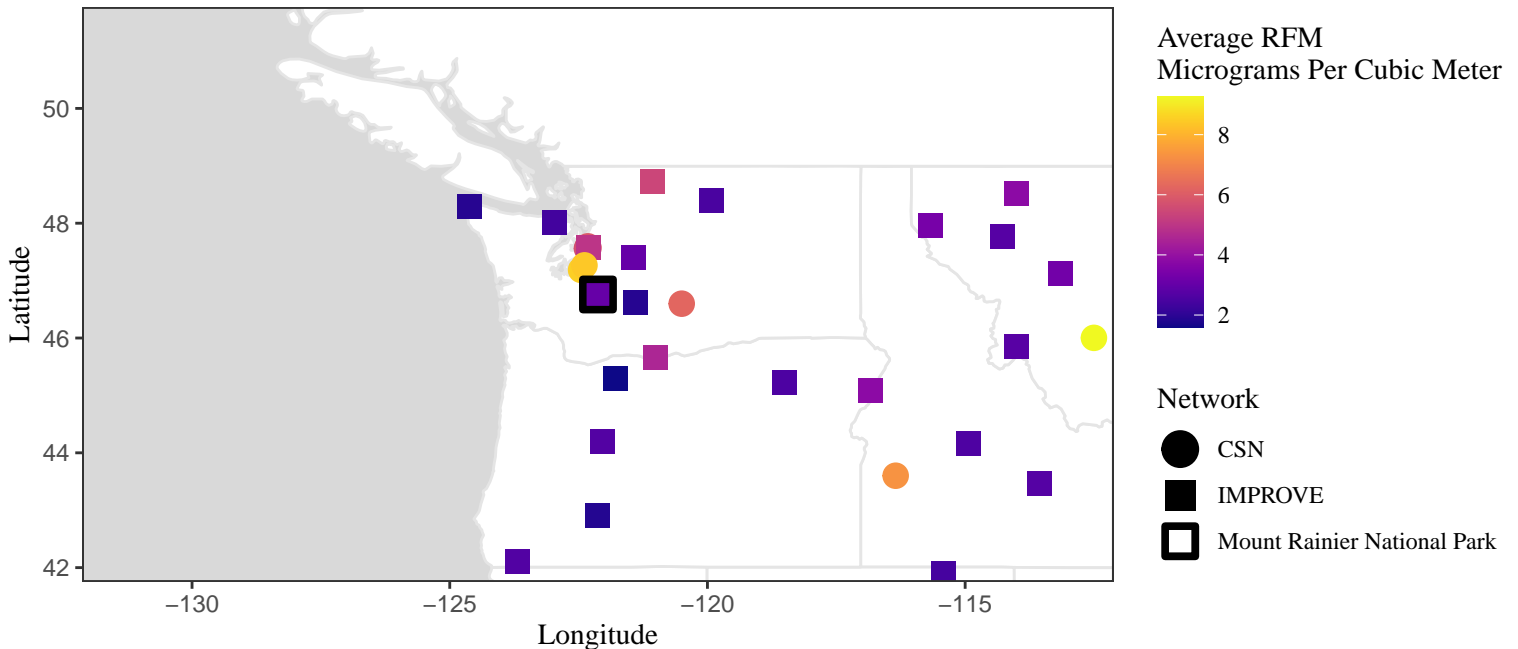 Average RFM
Micrograms Per Cubic Meter
8
6
4
2
Network
CSN
IMPROVE
Mount Rainier National Park
Latitude
50
48
46
44
42
−130
−125
−120
−115
Longitude